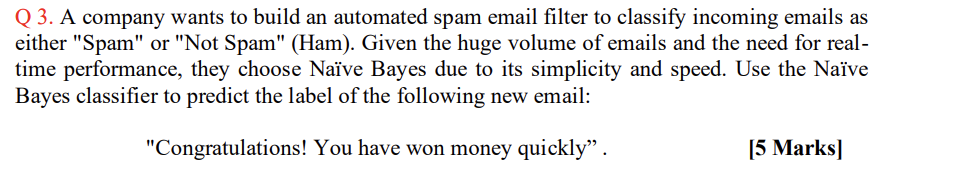 Q 3. A company wants to build an automated spam email filter to classify incoming emails as
either "Spam" or "Not Spam" (Ham). Given the huge volume of emails and the need for real-
time performance, they choose Naïve Bayes due to its simplicity and speed. Use the Naïve
Bayes classifier to predict the label of the following new email:
"Congratulations! You have won money quickly” . [5 Marks]